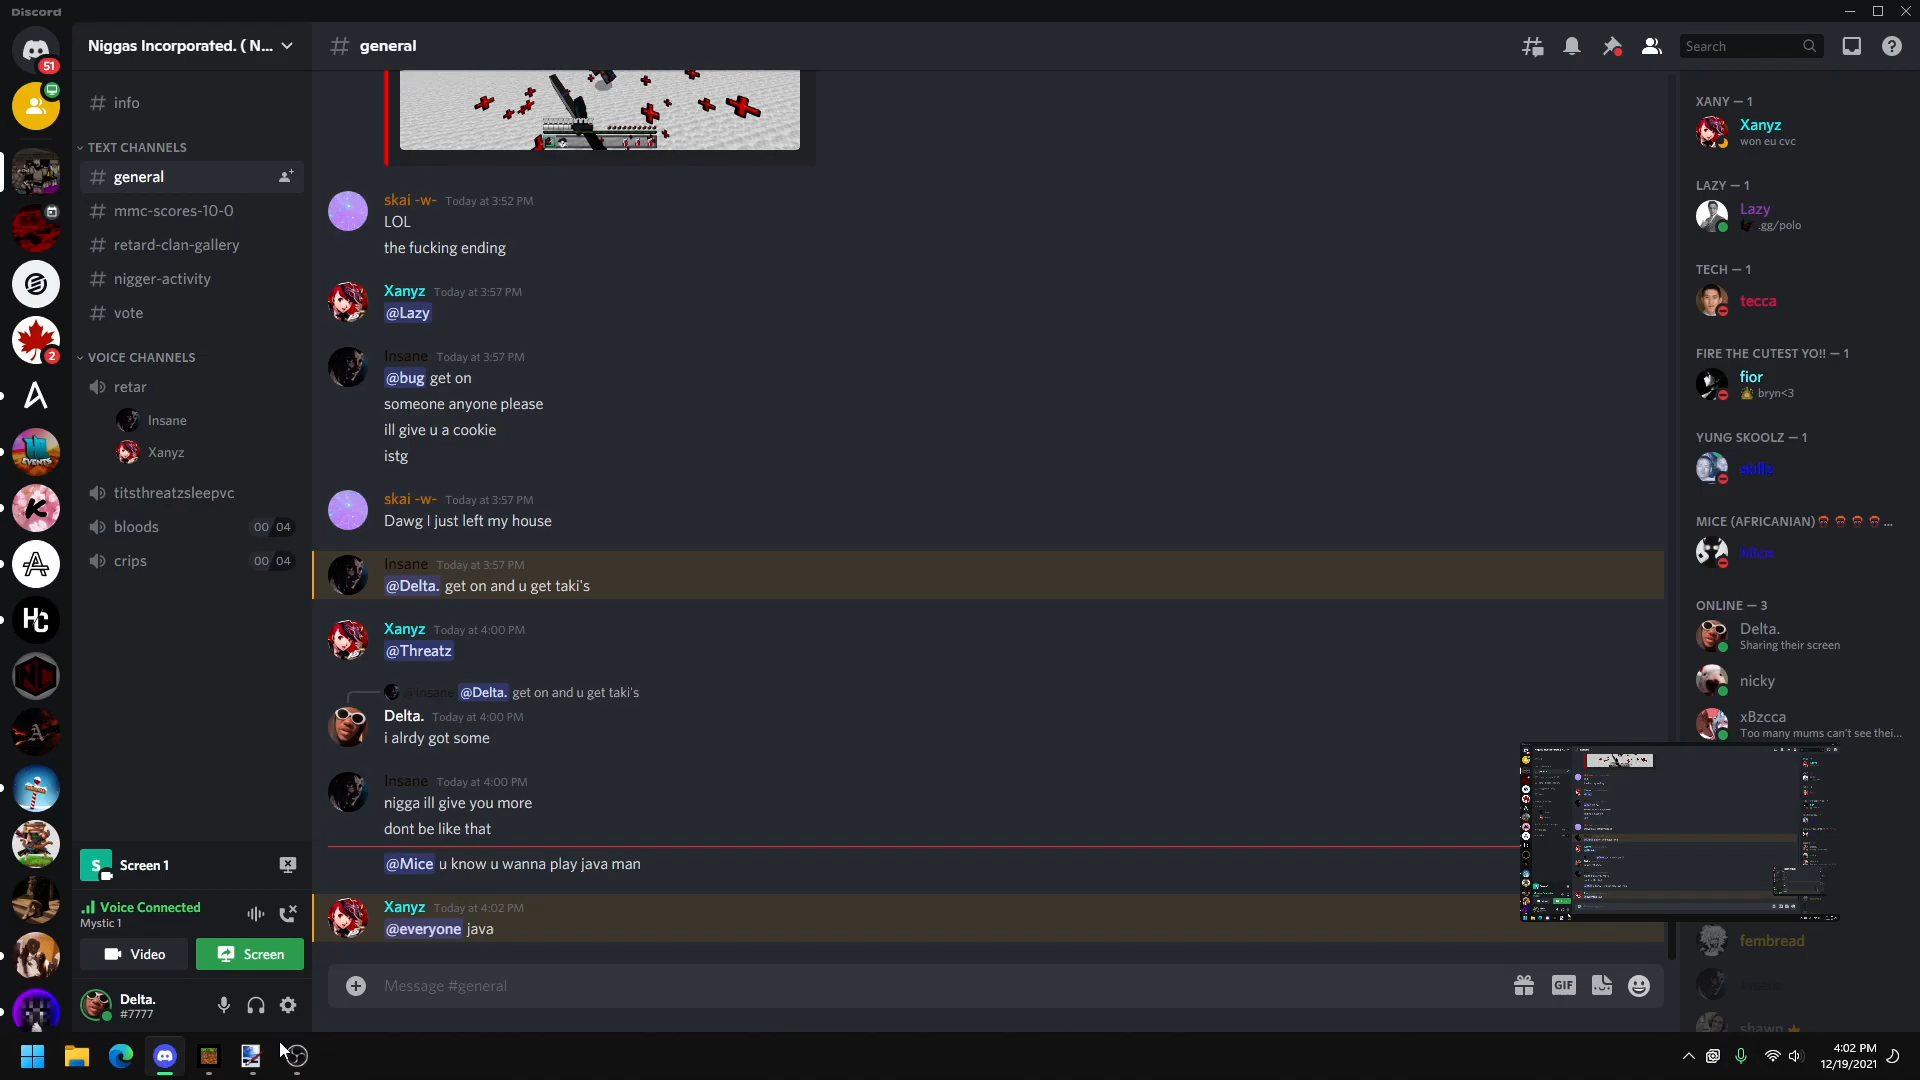 Discord
Niggas Incorporated. ( N...
general
Search
51
info
TEXT CHANNELS
general
mmc-scores-10-0
retard-clan-gallery
nigger-activity
vote
2
VOICE CHANNELS
retar
Insane
Xanyz
titsthreatzsleepvc
bloods
00 04
crips
00 04
S
Screen 1
Voice Connected
Mystic 1
Video
Screen
Delta.
#7777
skai -w- Today at 3:52 PM
LOL
the fucking ending
Xanyz Today at 3:57 PM
@Lazy
Insane Today at 3:57 PM
@bug get on
someone anyone please
ill give u a cookie
istg
skai -w- Today at 3:57 PM
Dawg I just left my house
Insane Today at 3:57 PM
@Delta. get on and u get taki's
Xanyz Today at 4:00 PM
@Threatz
@Insane @Delta. get on and u get taki's
Delta. Today at 4:00 PM
i alrdy got some
Insane Today at 4:00 PM
nigga ill give you more
dont be like that
@Mice u know u wanna play java man
Xanyz Today at 4:02 PM
@everyone java
Message #general
GIF
XANY — 1
Xanyz
won eu cvc
LAZY — 1
Lazy
.gg/polo
TECH — 1
tecca
FIRE THE CUTEST YO!! — 1
fior
bryn<3
YUNG SKOOLZ — 1
MICE (AFRICANIAN) ...
Mice
ONLINE — 3
Delta.
Sharing their screen
nicky
xBzcca
Too many mums can't see thei...
fembread
shawn
4:02 PM
12/19/2021